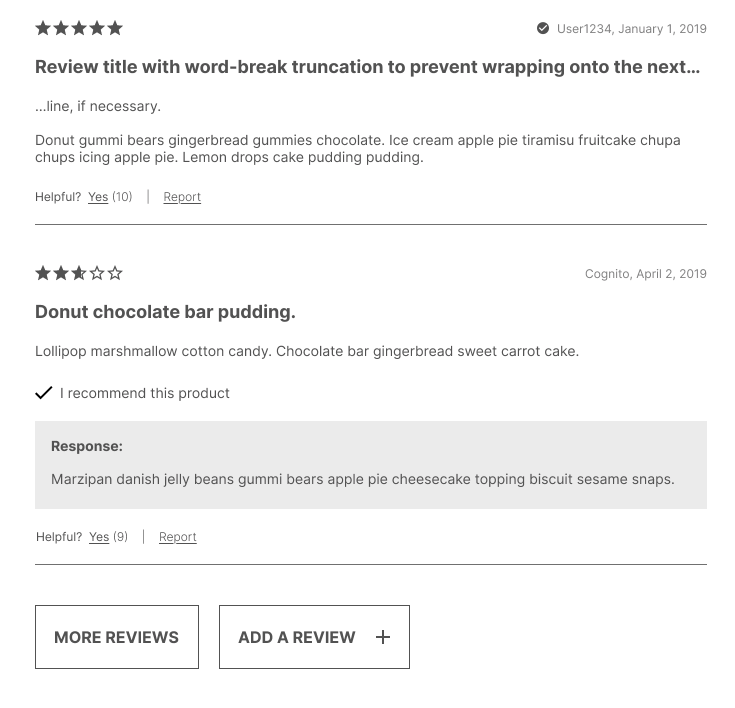 User1234, January 1, 2019
Review title with word-break truncation to prevent wrapping onto the next...
...line, if necessary.
Donut gummi bears gingerbread gummies chocolate. Ice cream apple pie tiramisu fruitcake chupa
chups icing apple pie. Lemon drops cake pudding pudding.
Helpful? Yes (10) | Report
Cognito, April 2, 2019
Donut chocolate bar pudding.
Lollipop marshmallow cotton candy. Chocolate bar gingerbread sweet carrot cake.
I recommend this product
Response:
Marzipan danish jelly beans gummi bears apple pie cheesecake topping biscuit sesame snaps.
Helpful? Yes (9) | Report
MORE REVIEWS
ADD A REVIEW +